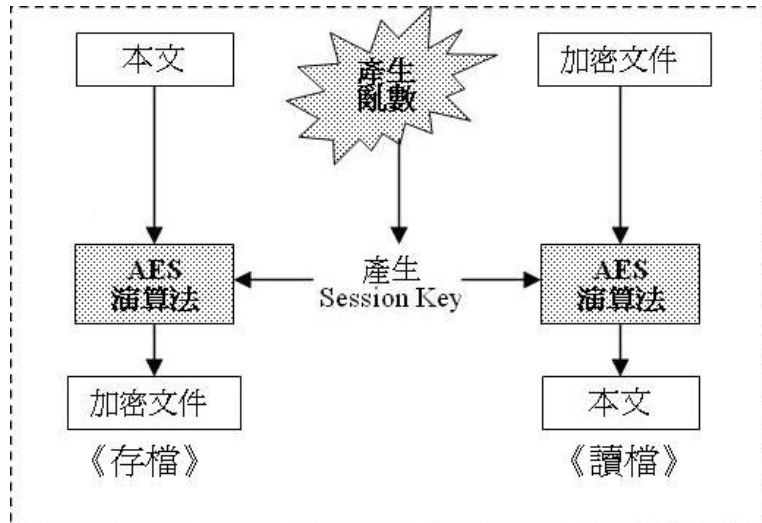 本文
產生
亂數
加密文件
AES
演算法
產生
Session Key
AES
演算法
加密文件
本文
《存檔》
《讀檔》